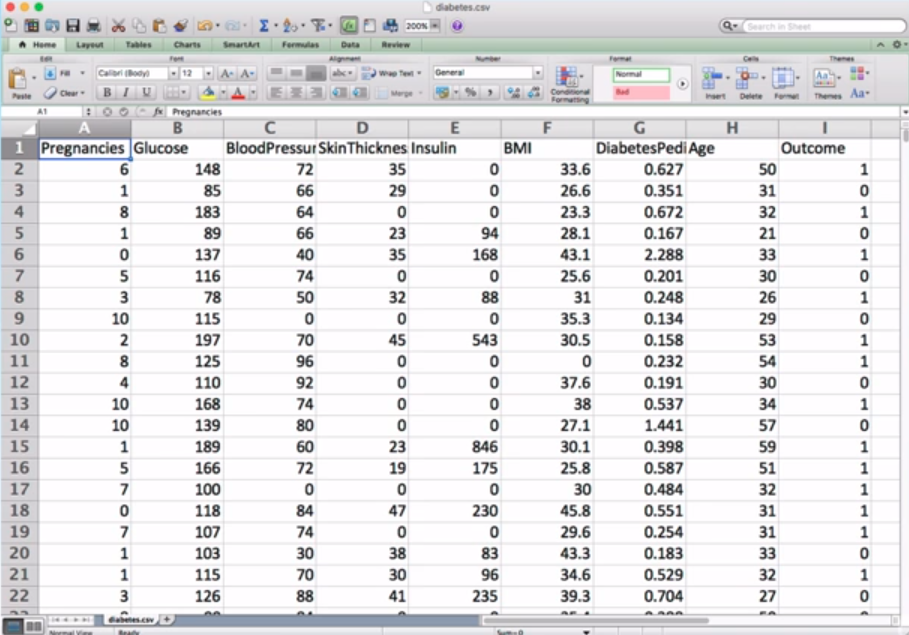 diabetes.csv
200%
Search in Sheet
Home Layout Tables Charts SmartArt Formulas Data Review
Edit Font Alignment Number Format Cells Themes
Fill Calibri (Body) 12 A A abc Wrap Text General Normal
Paste Clear B I U A Merge % Conditional Formatting Bad Insert Delete Format Themes Aa
A1 fx Pregnancies
A B C D E F G H I
1 Pregnancies Glucose BloodPressur SkinThicknes Insulin BMI DiabetesPedi Age Outcome
2 6 148 72 35 0 33.6 0.627 50 1
3 1 85 66 29 0 26.6 0.351 31 0
4 8 183 64 0 0 23.3 0.672 32 1
5 1 89 66 23 94 28.1 0.167 21 0
6 0 137 40 35 168 43.1 2.288 33 1
7 5 116 74 0 0 25.6 0.201 30 0
8 3 78 50 32 88 31 0.248 26 1
9 10 115 0 0 0 35.3 0.134 29 0
10 2 197 70 45 543 30.5 0.158 53 1
11 8 125 96 0 0 0 0.232 54 1
12 4 110 92 0 0 37.6 0.191 30 0
13 10 168 74 0 0 38 0.537 34 1
14 10 139 80 0 0 27.1 1.441 57 0
15 1 189 60 23 846 30.1 0.398 59 1
16 5 166 72 19 175 25.8 0.587 51 1
17 7 100 0 0 0 30 0.484 32 1
18 0 118 84 47 230 45.8 0.551 31 1
19 7 107 74 0 0 29.6 0.254 31 1
20 1 103 30 38 83 43.3 0.183 33 0
21 1 115 70 30 96 34.6 0.529 32 1
22 3 126 88 41 235 39.3 0.704 27 0
diabetes.csv
Normal View Ready Sum=0